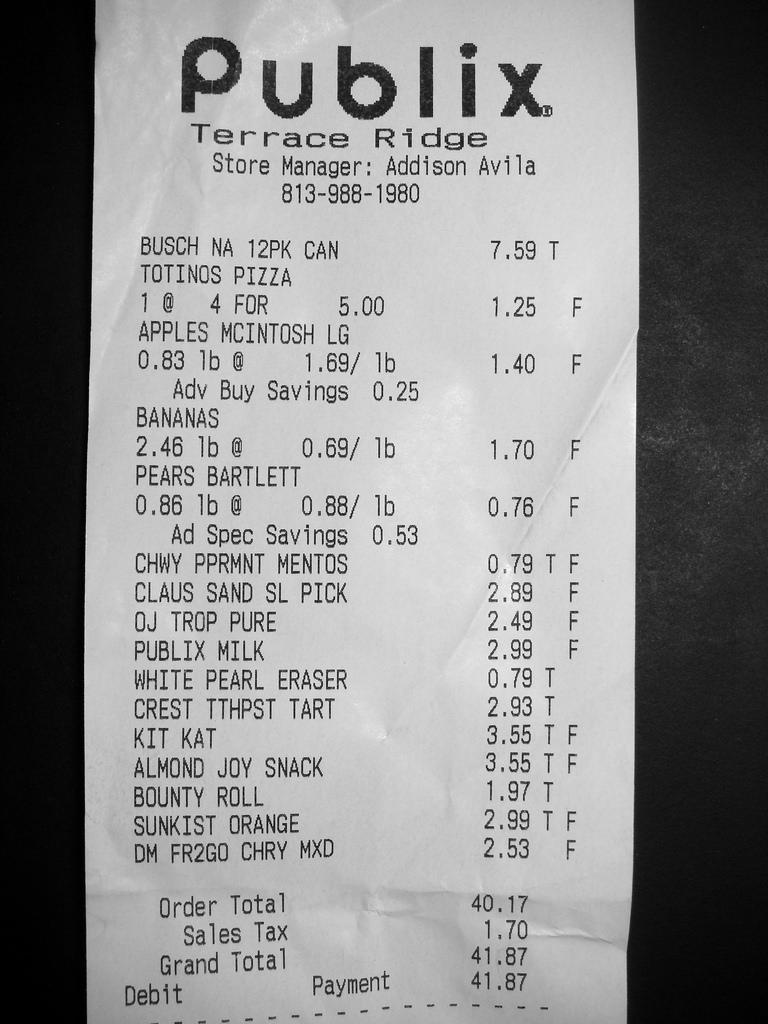 Publix
Terrace Ridge
Store Manager: Addison Avila
813-988-1980
BUSCH NA 12PK CAN 7.59 T
TOTINOS PIZZA
1 @ 4 FOR 5.00 1.25 F
APPLES MCINTOSH LG
0.83 lb @ 1.69/ lb 1.40 F
Adv Buy Savings 0.25
BANANAS
2.46 lb @ 0.69/ lb 1.70 F
PEARS BARTLETT
0.86 lb @ 0.88/ lb 0.76 F
Ad Spec Savings 0.53
CHWY PPRMNT MENTOS 0.79 T F
CLAUS SAND SL PICK 2.89 F
OJ TROP PURE 2.49 F
PUBLIX MILK 2.99 F
WHITE PEARL ERASER 0.79 T
CREST TTHPST TART 2.93 T
KIT KAT 3.55 T F
ALMOND JOY SNACK 3.55 T F
BOUNTY ROLL 1.97 T
SUNKIST ORANGE 2.99 T F
DM FR2GO CHRY MXD 2.53 F
Order Total 40.17
Sales Tax 1.70
Grand Total 41.87
Debit Payment 41.87
- - - - - - - - - - - - - - - - - -